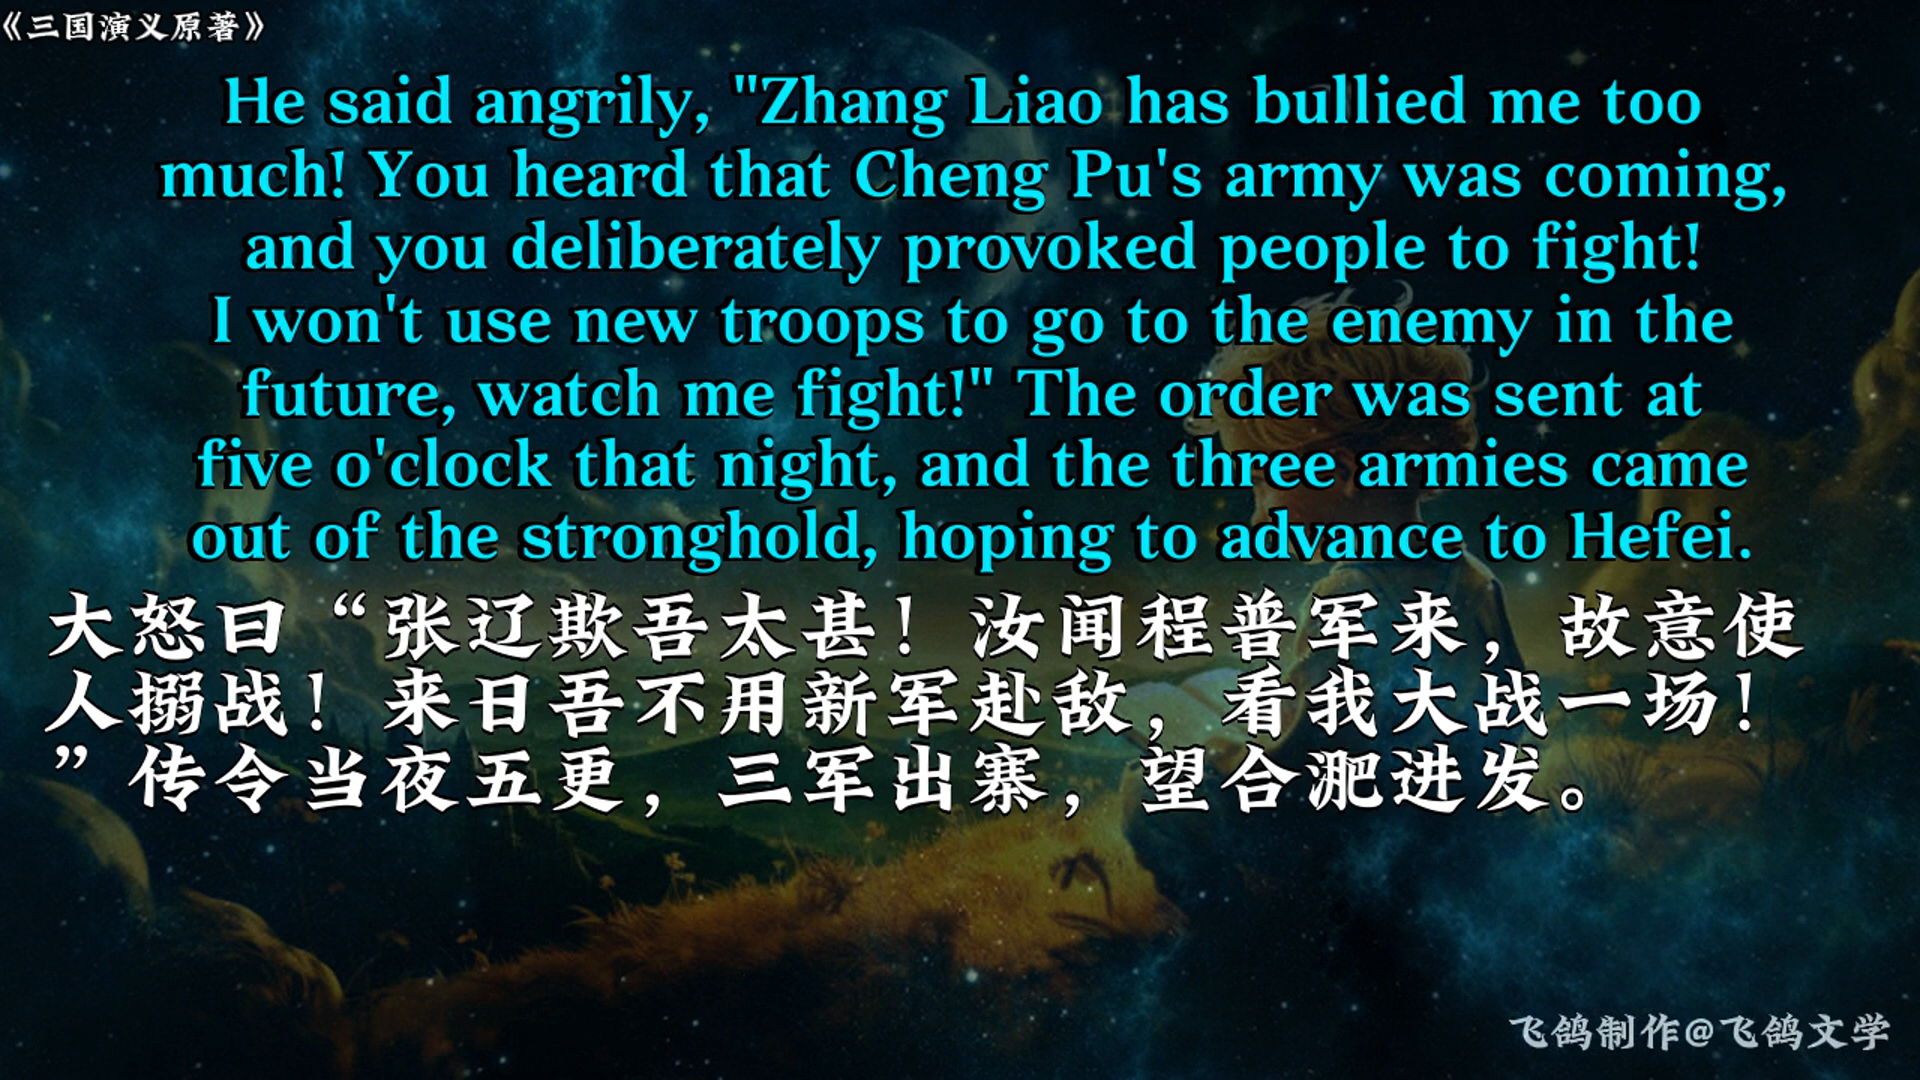 《三国演义原著》
He said angrily, "Zhang Liao has bullied me too
much! You heard that Cheng Pu's army was coming,
and you deliberately provoked people to fight!
I won't use new troops to go to the enemy in the
future, watch me fight!" The order was sent at
five o'clock that night, and the three armies came
out of the stronghold, hoping to advance to Hefei.
大怒曰“张辽欺吾太甚！汝闻程普军来，故意使
人搦战！来日吾不用新军赴敌，看我大战一场！
”传令当夜五更，三军出寨，望合淝进发。
飞鸽制作@飞鸽文学